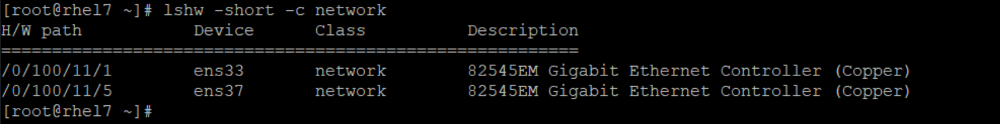 [root@rhel7 ~]# lshw -short -c network
H/W path Device Class Description
=========================================================
/0/100/11/1 ens33 network 82545EM Gigabit Ethernet Controller (Copper)
/0/100/11/5 ens37 network 82545EM Gigabit Ethernet Controller (Copper)
[root@rhel7 ~]#